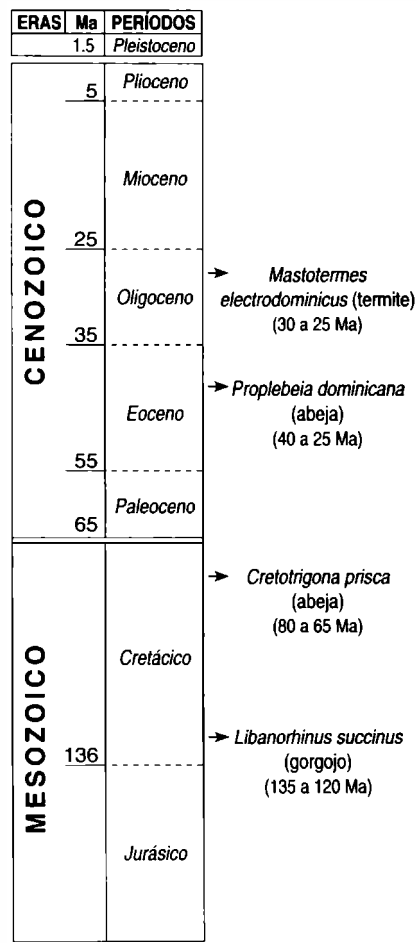 ERAS Ma PERÍODOS
1.5 Pleistoceno
CENOZOICO
Plioceno
5
Mioceno
25
Oligoceno
35
Eoceno
55
Paleoceno
65
MESOZOICO
Cretácico
136
Jurásico
Mastotermes
electrodominicus (termite)
(30 a 25 Ma)
Proplebeia dominicana
(abeja)
(40 a 25 Ma)
Cretotrigona prisca
(abeja)
(80 a 65 Ma)
Libanorhinus succinus
(gorgojo)
(135 a 120 Ma)